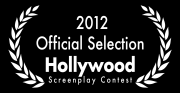 2012
Official Selection
Hollywood
Screenplay Contest